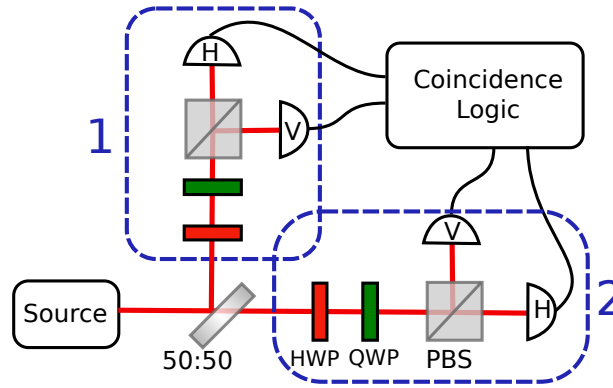 H
V
1
Coincidence
Logic
V
H
2
Source
50:50
HWP
QWP
PBS